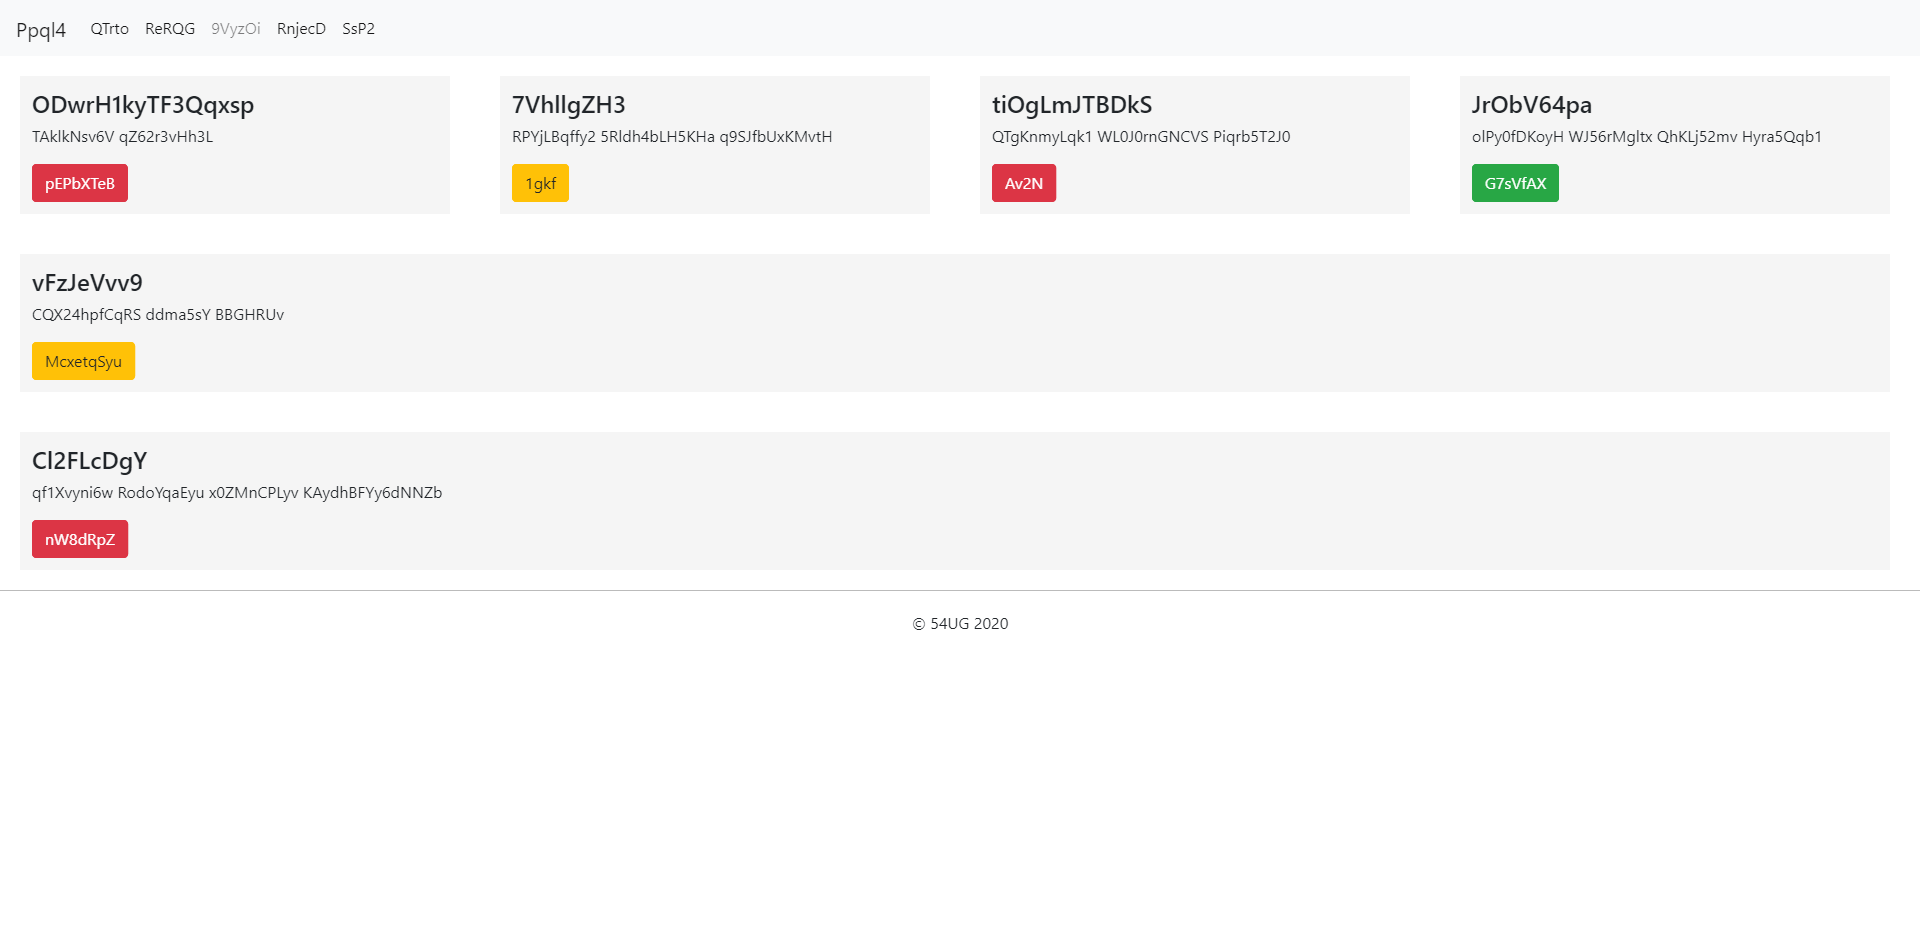 Ppql4 QTrto ReRQG 9VyzOi RnjecD SsP2
ODwrH1kyTF3Qqxsp
TAklkNsv6V qZ62r3vHh3L
pEPbXTeB
7VhllgZH3
RPYjLBqffy2 5Rldh4bLH5KHa q9SJfbUxKMvtH
1gkf
tiOgLmJTBDkS
QTgKnmyLqk1 WL0J0rnGNCVS Piqrb5T2J0
Av2N
JrObV64pa
olPy0fDKoyH WJ56rMgltx QhKLj52mv Hyra5Qqb1
G7sVfAX
vFzJeVvv9
CQX24hpfCqRS ddma5sY BBGHRUv
McxetqSyu
Cl2FLcDgY
qf1Xvyni6w RodoYqaEyu x0ZMnCPLyv KAydhBFYy6dNNZb
nW8dRpZ
© 54UG 2020